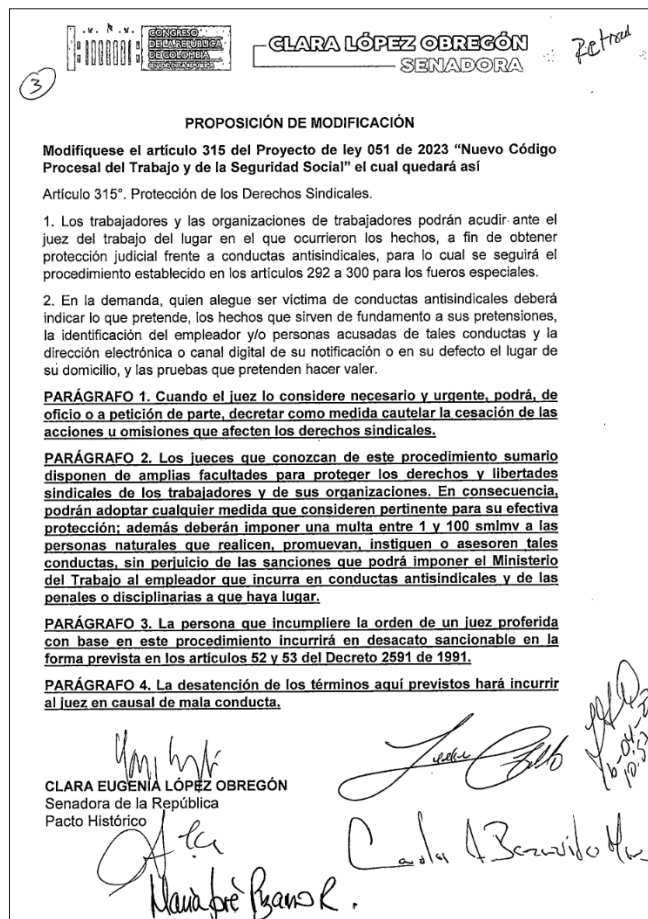 CONGRESO
DE LA REPÚBLICA
DE COLOMBIA
CLARA LÓPEZ OBREGÓN
SENADORA
3
PROPOSICIÓN DE MODIFICACIÓN
Modifíquese el artículo 315 del Proyecto de ley 051 de 2023 “Nuevo Código
Procesal del Trabajo y de la Seguridad Social” el cual quedará así
Artículo 315°. Protección de los Derechos Sindicales.
1. Los trabajadores y las organizaciones de trabajadores podrán acudir ante el
juez del trabajo del lugar en el que ocurrieron los hechos, a fin de obtener
protección judicial frente a conductas antisindicales, para lo cual se seguirá el
procedimiento establecido en los artículos 292 a 300 para los fueros especiales.
2. En la demanda, quien alegue ser víctima de conductas antisindicales deberá
indicar lo que pretende, los hechos que sirven de fundamento a sus pretensiones,
la identificación del empleador y/o personas acusadas de tales conductas y la
dirección electrónica o canal digital de su notificación o en su defecto el lugar de
su domicilio, y las pruebas que pretenden hacer valer.
PARÁGRAFO 1. Cuando el juez lo considere necesario y urgente, podrá, de
oficio o a petición de parte, decretar como medida cautelar la cesación de las
acciones u omisiones que afecten los derechos sindicales.
PARÁGRAFO 2. Los jueces que conozcan de este procedimiento sumario
disponen de amplias facultades para proteger los derechos y libertades
sindicales de los trabajadores y de sus organizaciones. En consecuencia,
podrán adoptar cualquier medida que consideren pertinente para su efectiva
protección; además deberán imponer una multa entre 1 y 100 smlmv a las
personas naturales que realicen, promuevan, instiguen o asesoren tales
conductas, sin perjuicio de las sanciones que podrá imponer el Ministerio
del Trabajo al empleador que incurra en conductas antisindicales y de las
penales o disciplinarias a que haya lugar.
PARÁGRAFO 3. La persona que incumpliere la orden de un juez proferida
con base en este procedimiento incurrirá en desacato sancionable en la
forma prevista en los artículos 52 y 53 del Decreto 2591 de 1991.
PARÁGRAFO 4. La desatención de los términos aquí previstos hará incurrir
al juez en causal de mala conducta.
CLARA EUGENIA LÓPEZ OBREGÓN
Senadora de la República
Pacto Histórico
María José Pizarro R.